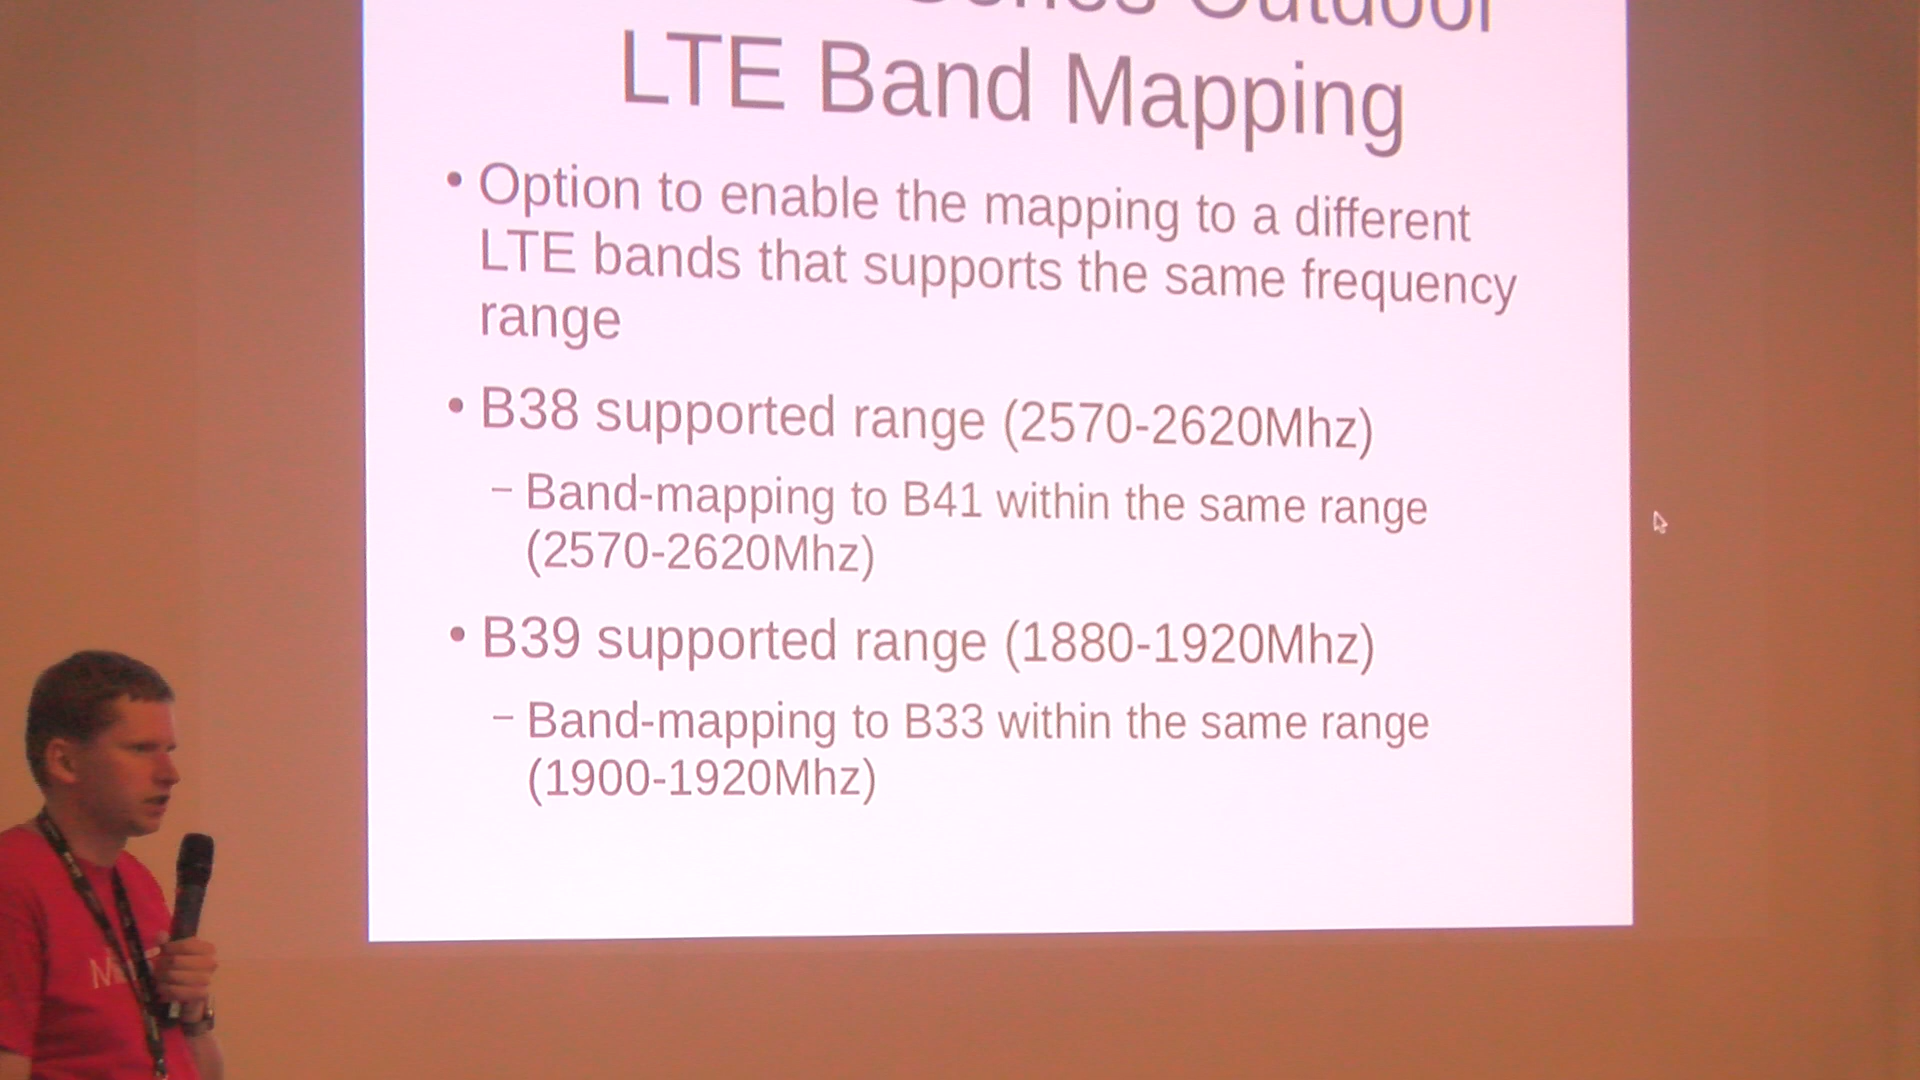 Series Outdoor
LTE Band Mapping
• Option to enable the mapping to a different
LTE bands that supports the same frequency
range
• B38 supported range (2570-2620Mhz)
– Band-mapping to B41 within the same range
(2570-2620Mhz)
• B39 supported range (1880-1920Mhz)
– Band-mapping to B33 within the same range
(1900-1920Mhz)